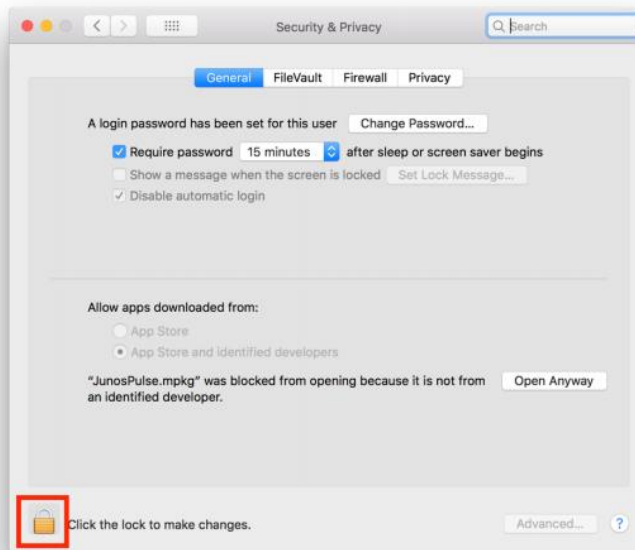 Security & Privacy
Search
General FileVault Firewall Privacy
A login password has been set for this user Change Password...
Require password 15 minutes after sleep or screen saver begins
Show a message when the screen is locked Set Lock Message...
Disable automatic login
Allow apps downloaded from:
App Store
App Store and identified developers
“JunosPulse.mpkg” was blocked from opening because it is not from Open Anyway
an identified developer.
Click the lock to make changes. Advanced... ?